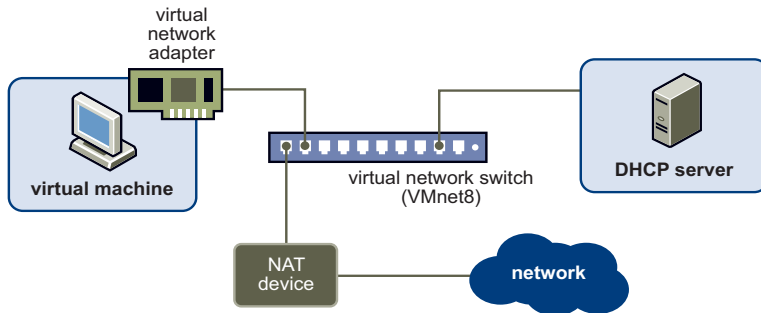 virtual
network
adapter
virtual machine
virtual network switch
(VMnet8)
DHCP server
NAT
device
network